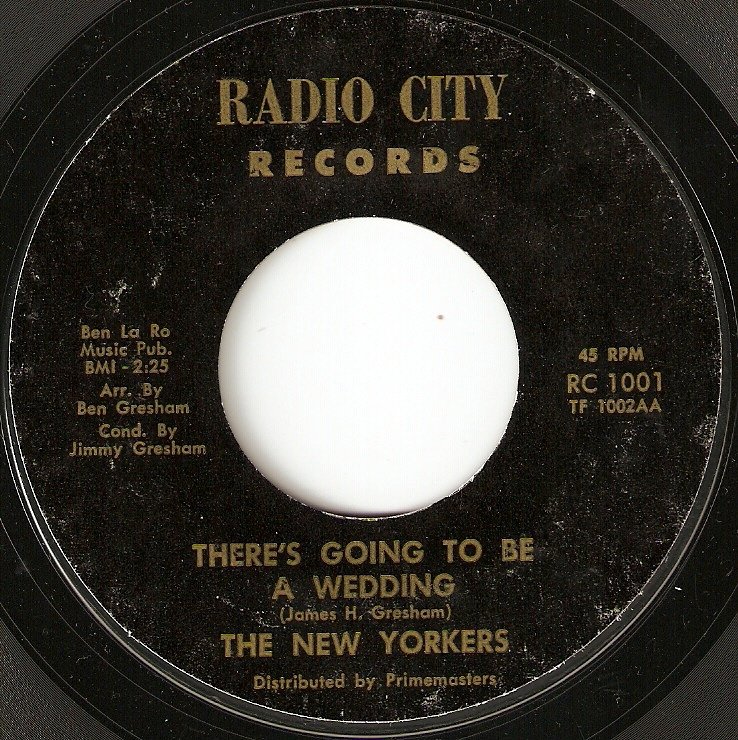 RADIO CITY
RECORDS
Ben La Ro
Music Pub.
BMI - 2:25
Arr. By
Ben Gresham
Cond. By
Jimmy Gresham
45 RPM
RC 1001
TF 1002AA
THERE'S GOING TO BE
A WEDDING
(James H. Gresham)
THE NEW YORKERS
Distributed by Primemasters